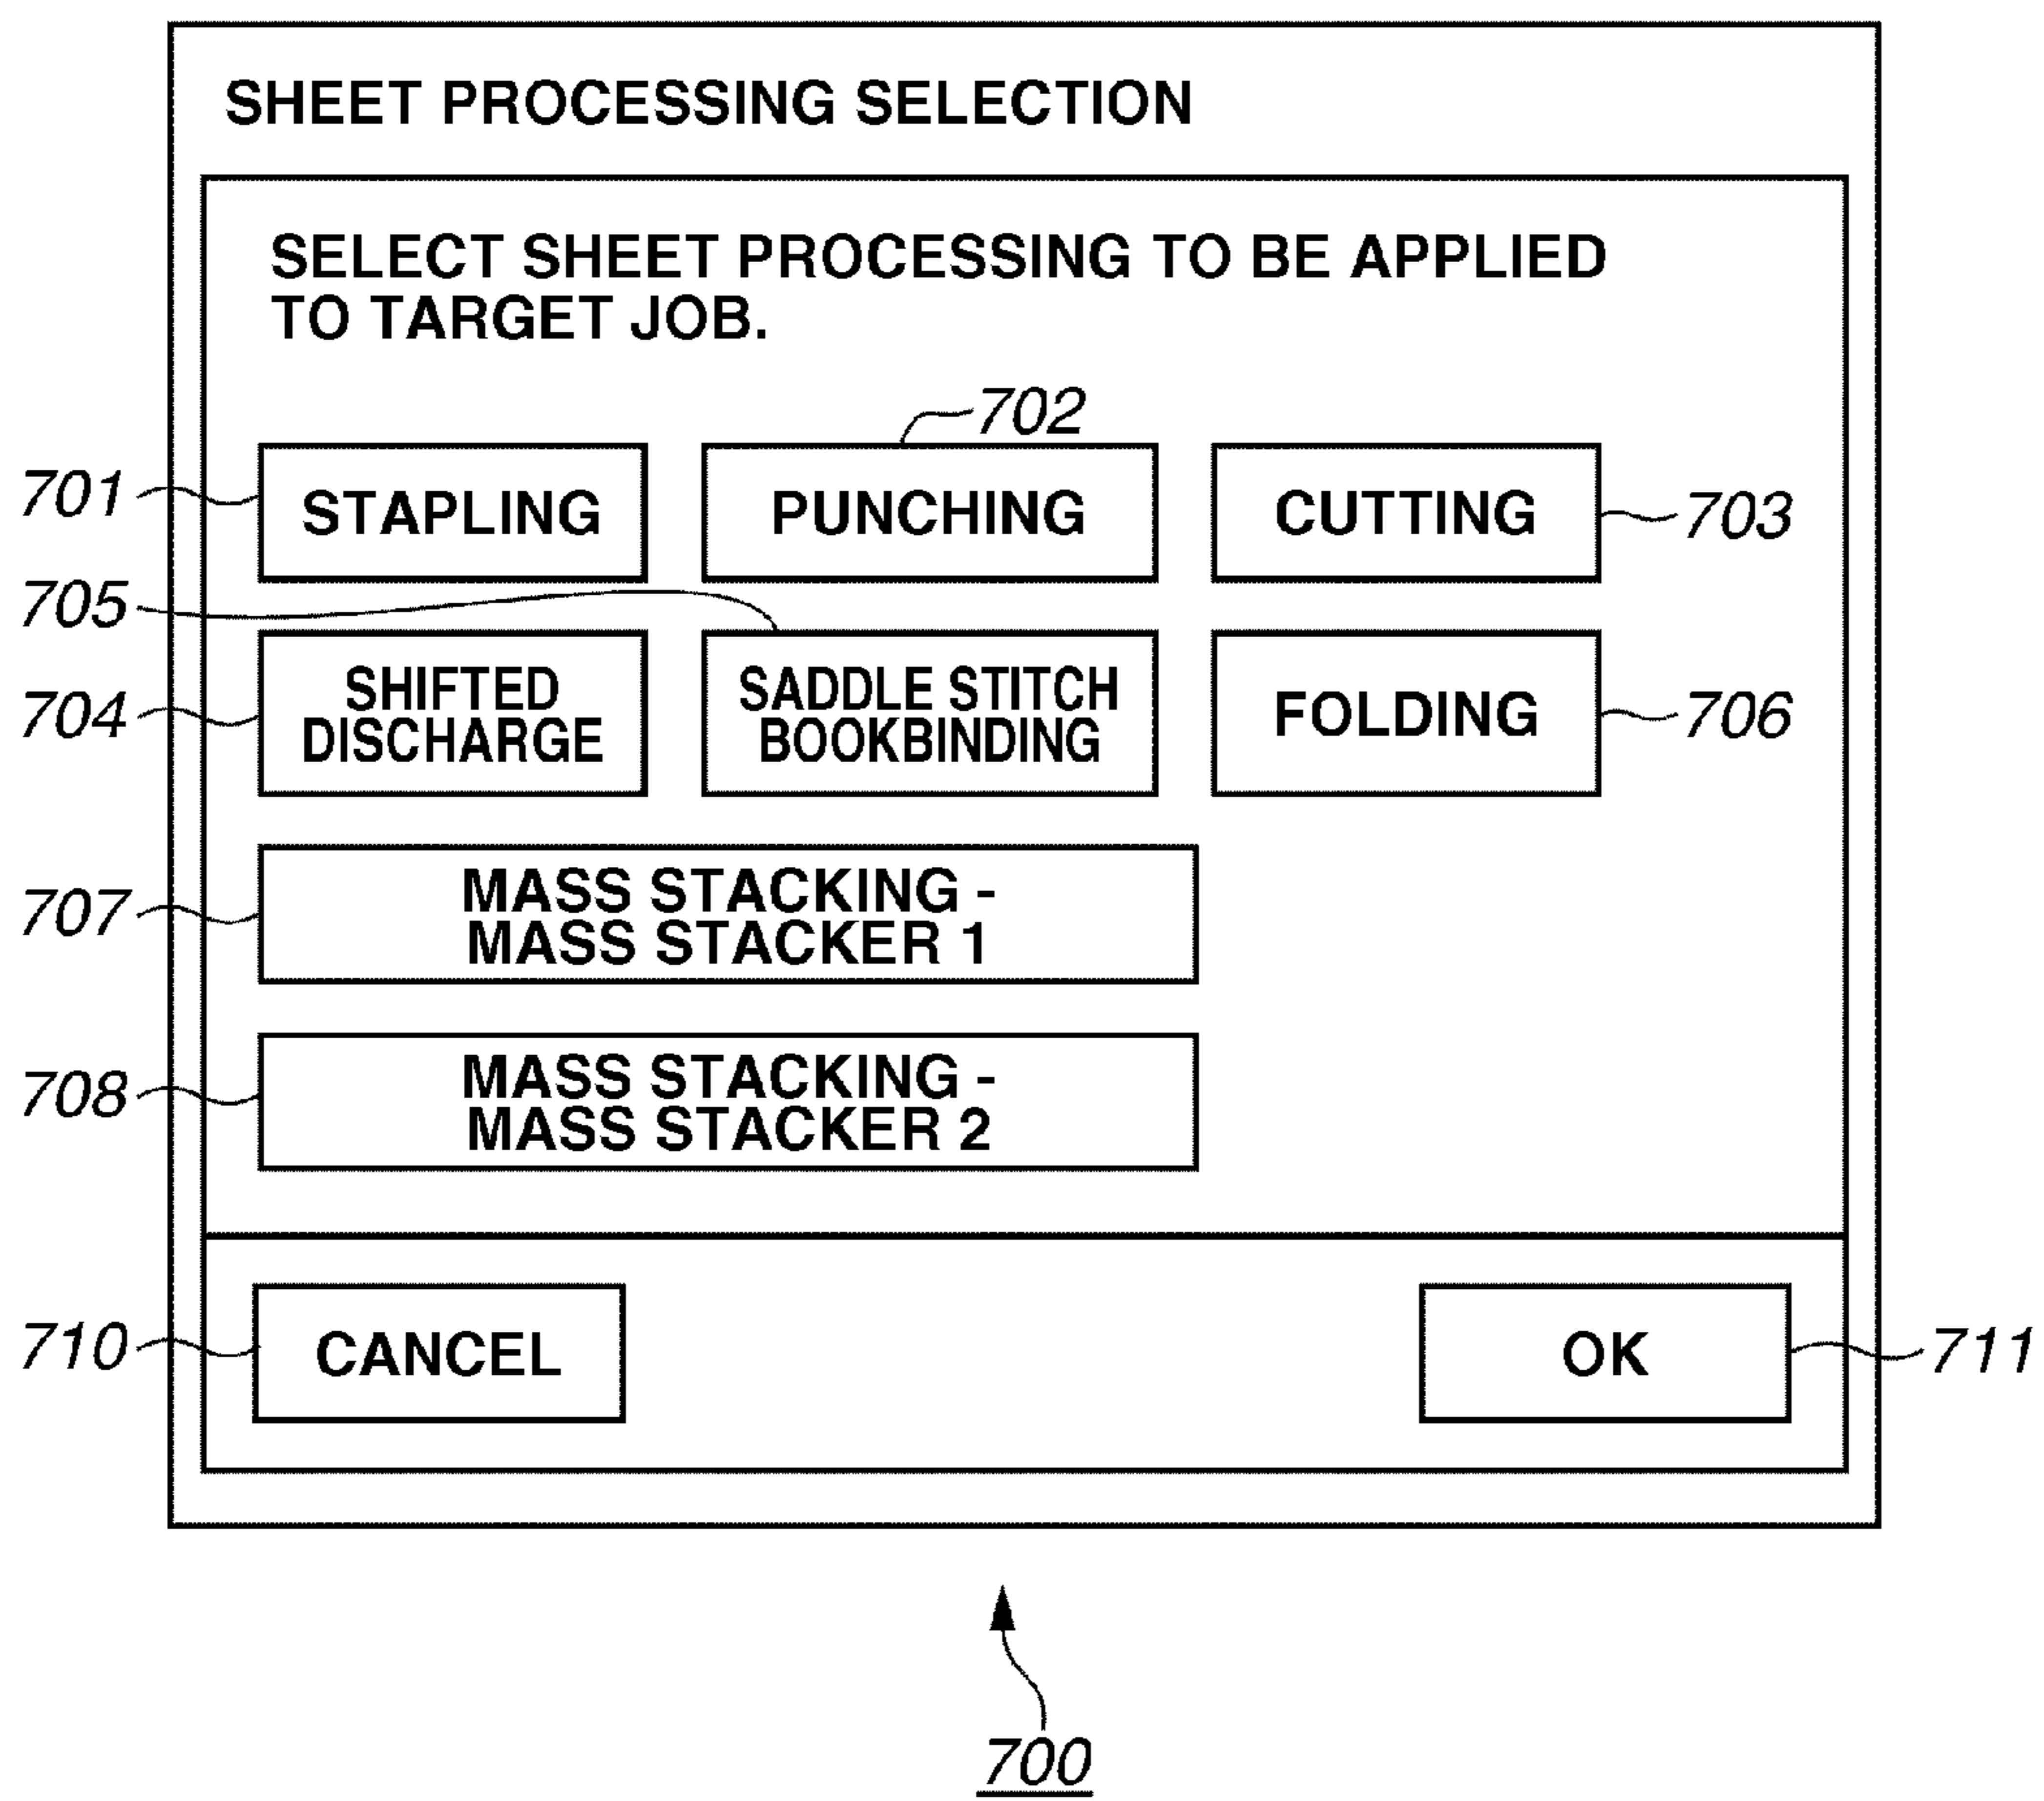 SHEET PROCESSING SELECTION
SELECT SHEET PROCESSING TO BE APPLIED
TO TARGET JOB.
702
701
STAPLING
PUNCHING
CUTTING
703
705
704
SHIFTED
DISCHARGE
SADDLE STITCH
BOOKBINDING
FOLDING
706
707
MASS STACKING -
MASS STACKER 1
708
MASS STACKING -
MASS STACKER 2
710
CANCEL
OK
711
700